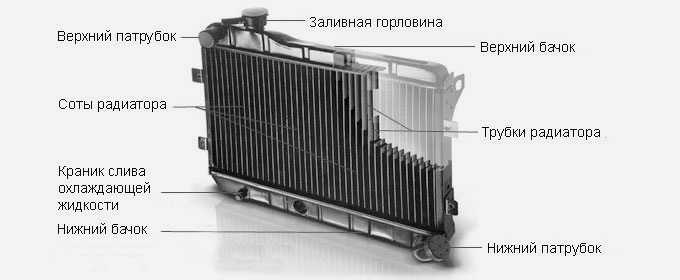 Заливная горловина
Верхний патрубок
Верхний бачок
Соты радиатора
Трубки радиатора
Краник слива
охлаждающей
жидкости
Нижний бачок
Нижний патрубок